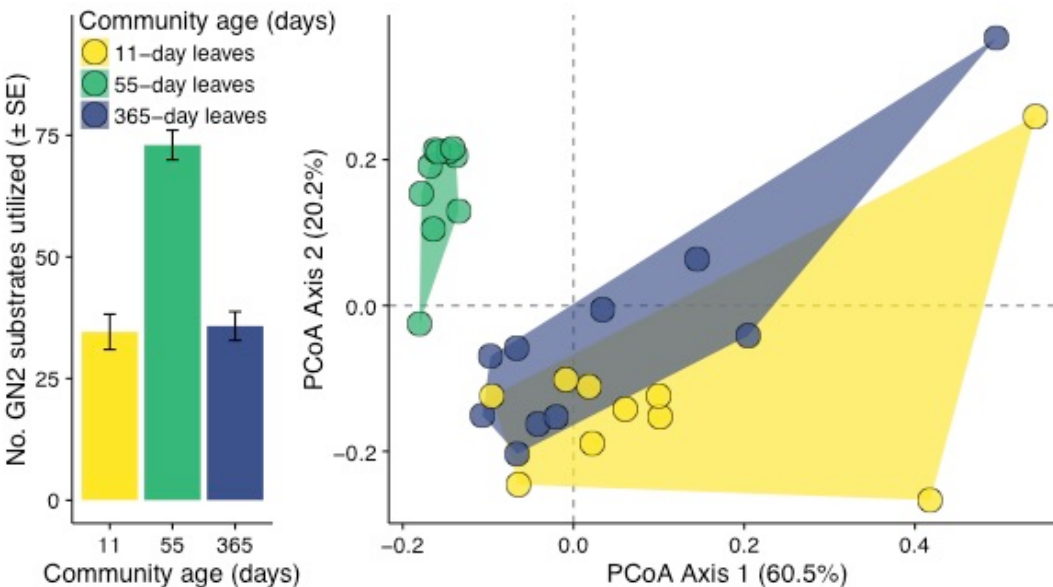 Community age (days)
11−day leaves
55−day leaves
365−day leaves
No. GN2 substrates utilized (± SE)
75
50
25
0
11 55 365
Community age (days)
PCoA Axis 2 (20.2%)
0.2
0.0
−0.2
−0.2 0.0 0.2 0.4
PCoA Axis 1 (60.5%)